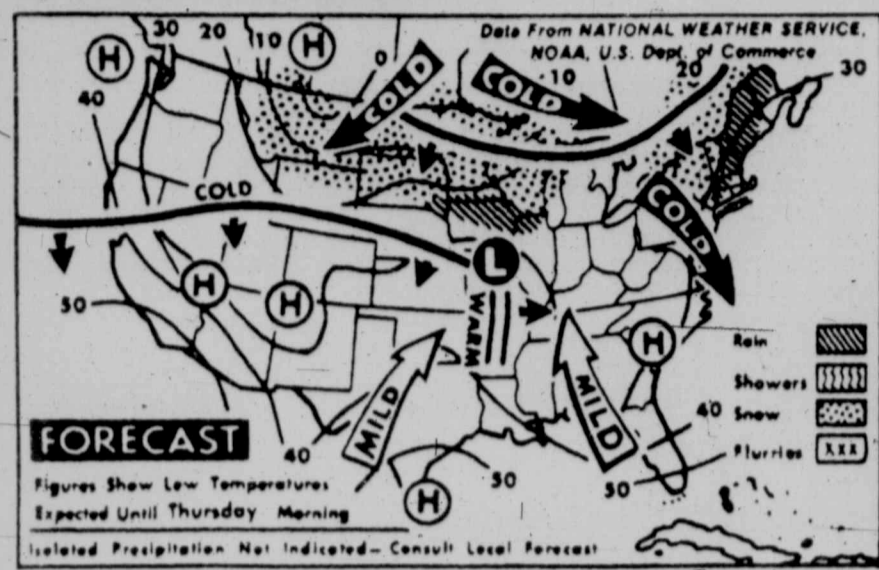 Data From NATIONAL WEATHER SERVICE,
NOAA, U.S. Dept. of Commerce
30 20 10 0 10 20 30
H H
40
COLD COLD
COLD
COLD
L
H H
50
WARM
H
MILD MILD
Rain
Showers
Snow
Flurries XXX
FORECAST
40 50 50 40
H
Figures Show Low Temperatures
Expected Until Thursday Morning
Isolated Precipitation Not Indicated – Consult Local Forecast